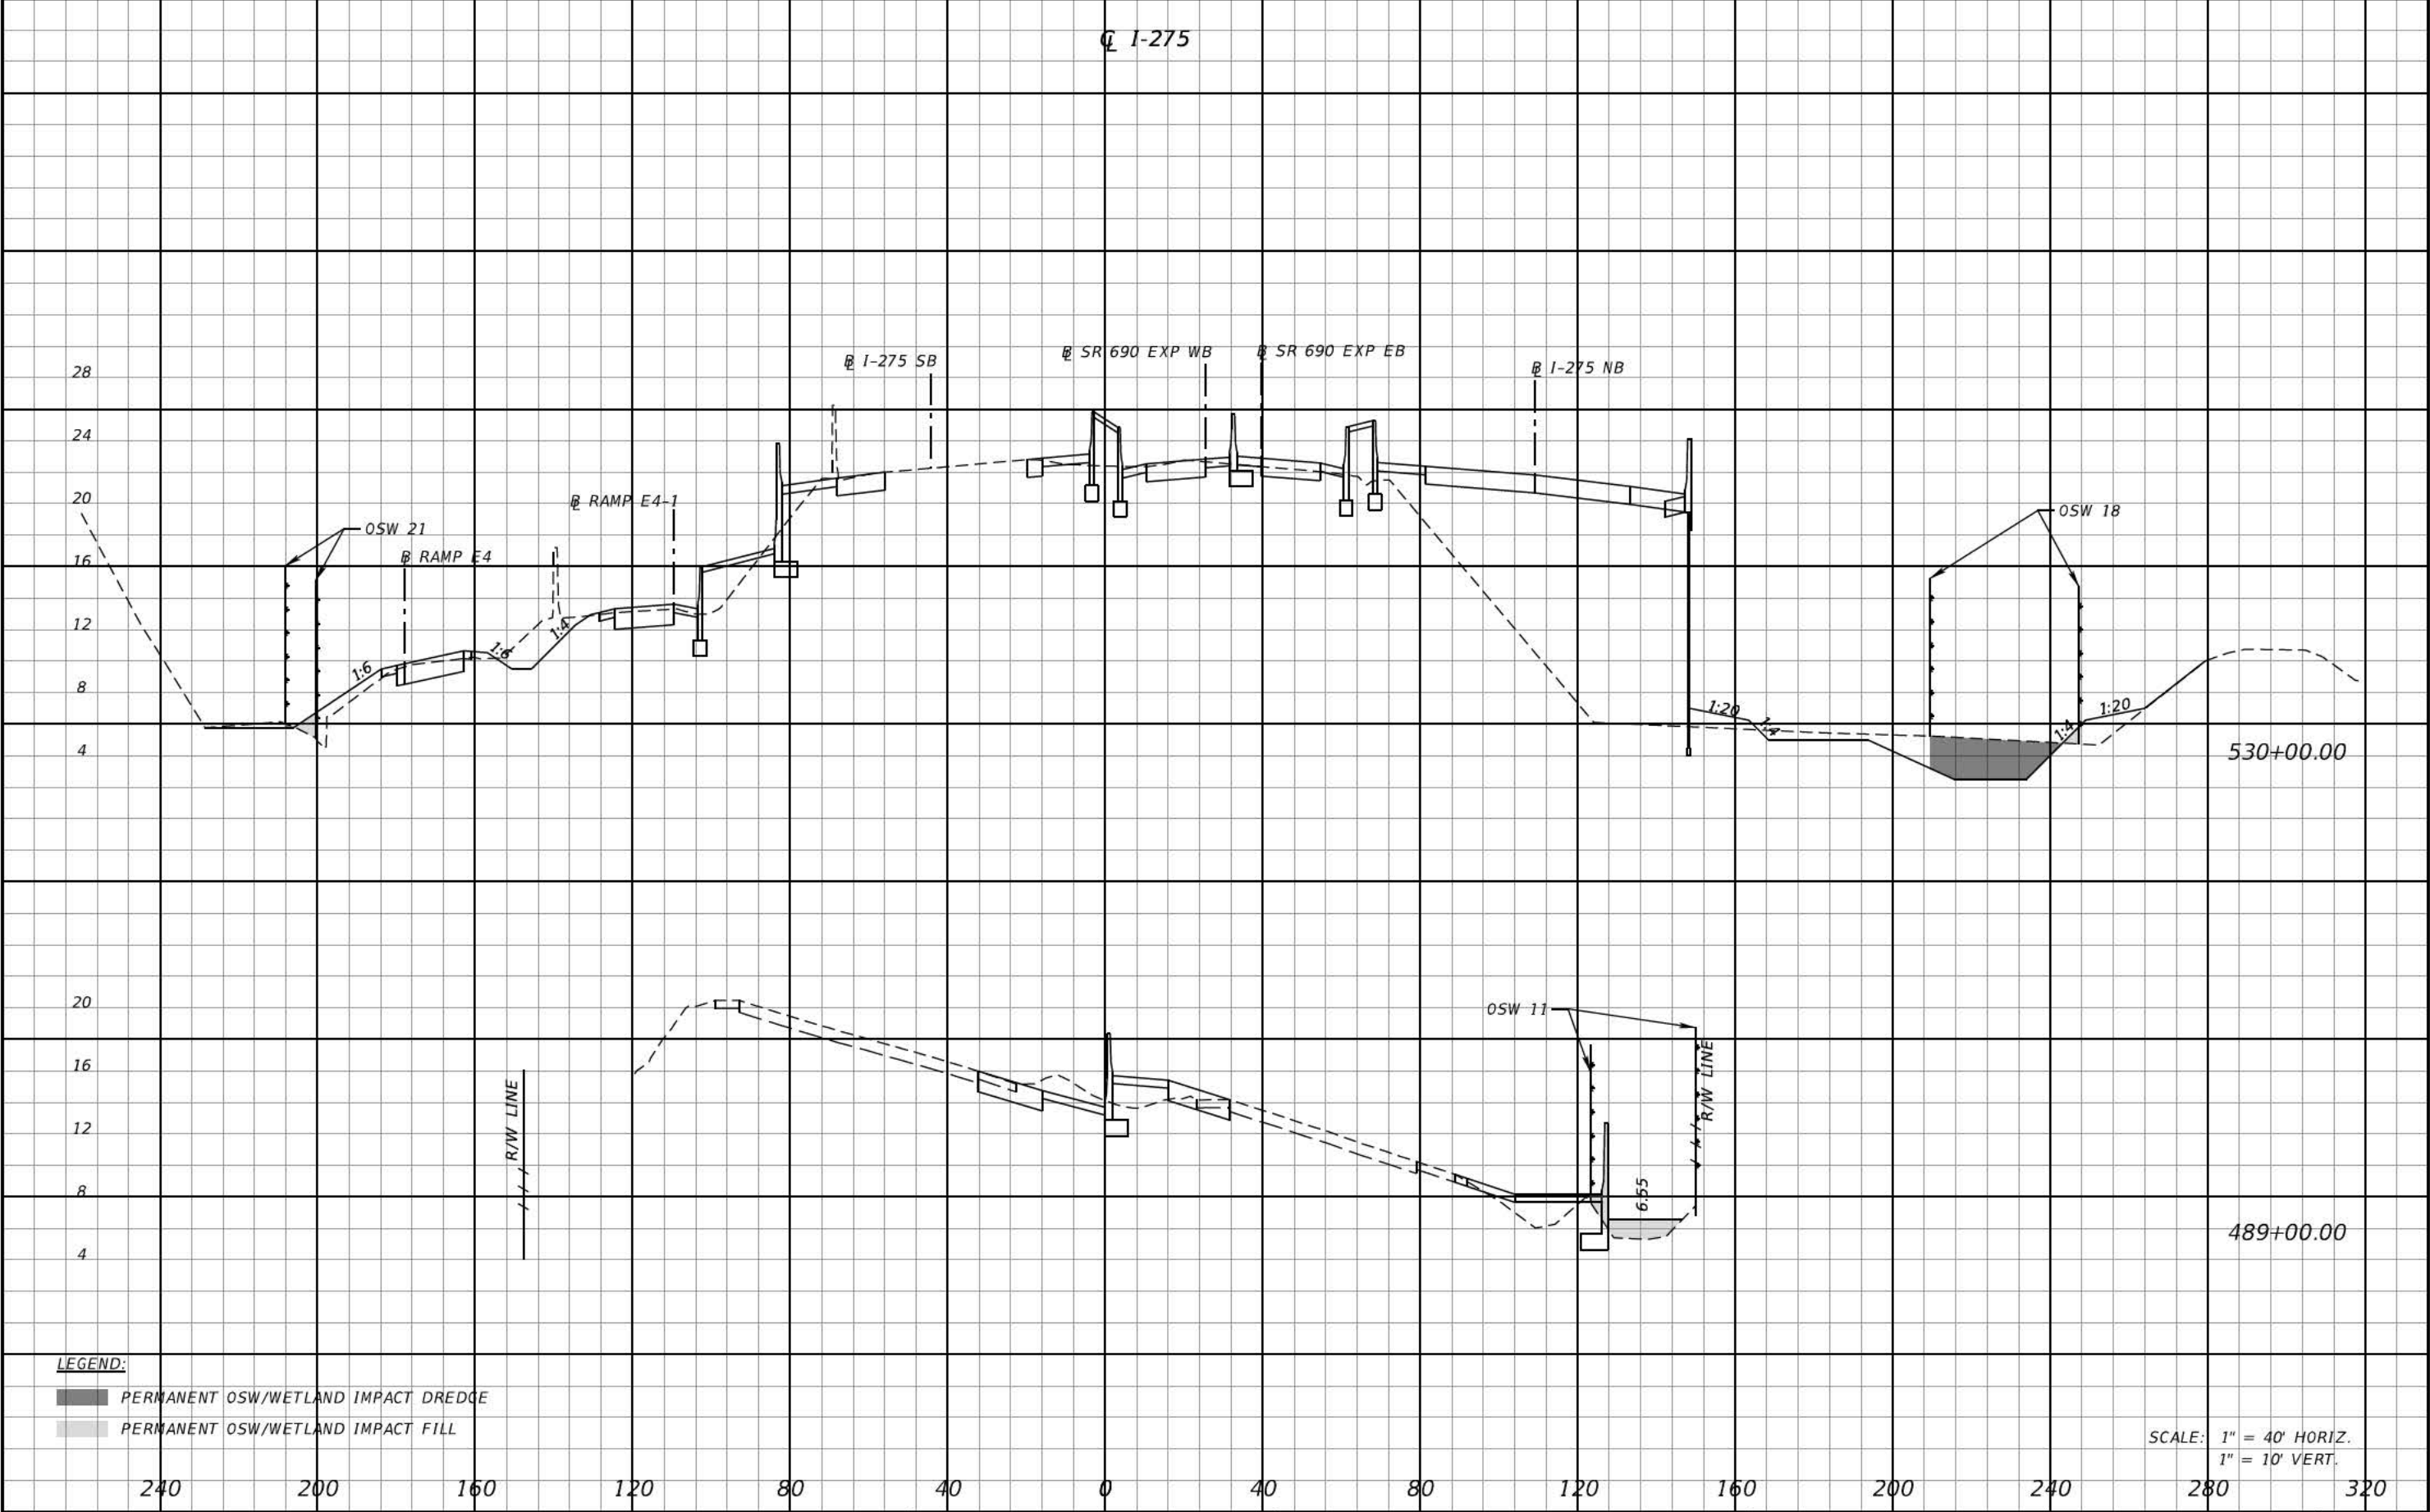 ℄ I-275
28
24
20
16
12
8
4
℄ I-275 SB
℄ SR 690 EXP WB
℄ SR 690 EXP EB
℄ I-275 NB
℄ RAMP E4-1
OSW 21
℄ RAMP E4
OSW 18
1:6
1:6
1:4
1:20
1:4
1:4
1:20
530+00.00
20
16
12
8
4
R/W LINE
OSW 11
R/W LINE
6.55
489+00.00
LEGEND:
PERMANENT OSW/WETLAND IMPACT DREDGE
PERMANENT OSW/WETLAND IMPACT FILL
SCALE: 1" = 40' HORIZ.
1" = 10' VERT.
240 200 160 120 80 40 0 40 80 120 160 200 240 280 320